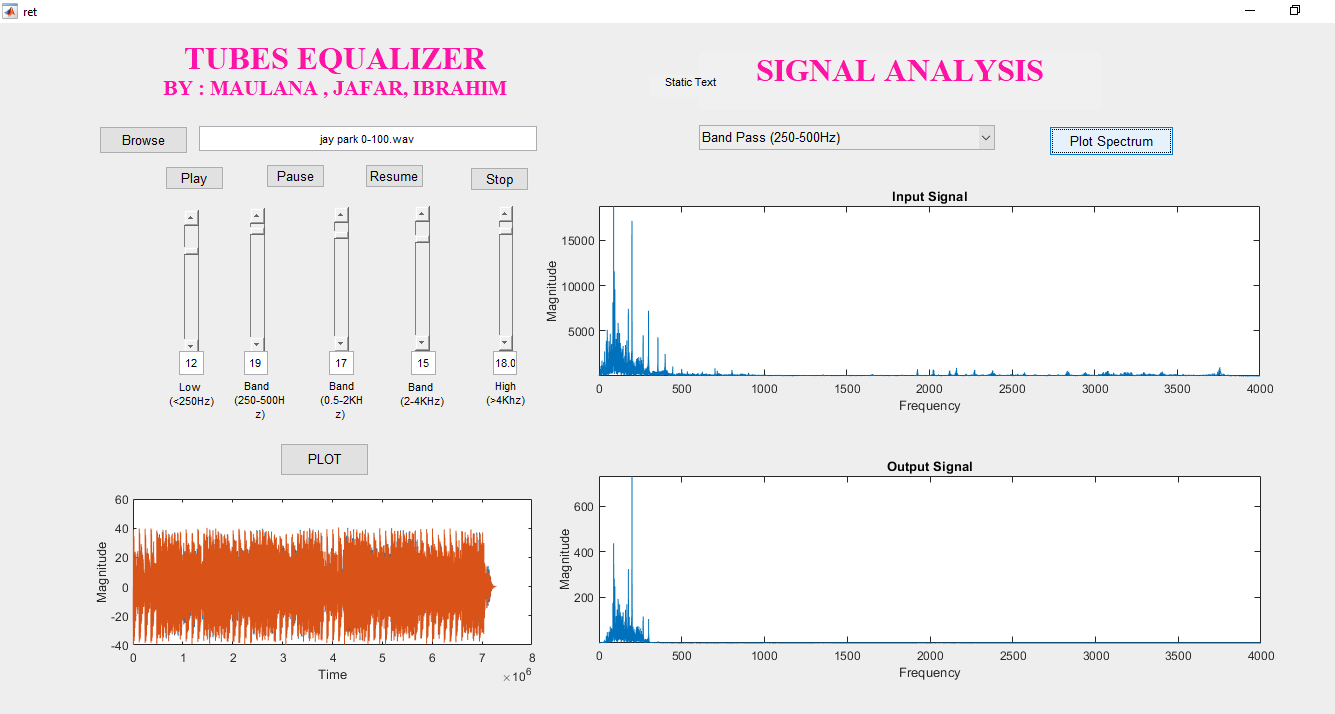 ret
TUBES EQUALIZER
BY : MAULANA , JAFAR, IBRAHIM
Static Text
SIGNAL ANALYSIS
Browse
jay park 0-100.wav
Band Pass (250-500Hz)
Plot Spectrum
Play
Pause
Resume
Stop
12
19
17
15
18.0
Low
(<250Hz)
Band
(250-500H
z)
Band
(0.5-2KH
z)
Band
(2-4KHz)
High
(>4Khz)
PLOT
60
40
20
0
-20
-40
Magnitude
0 1 2 3 4 5 6 7 8
Time
×10⁶
Input Signal
15000
10000
5000
Magnitude
0 500 1000 1500 2000 2500 3000 3500 4000
Frequency
Output Signal
600
400
200
Magnitude
0 500 1000 1500 2000 2500 3000 3500 4000
Frequency